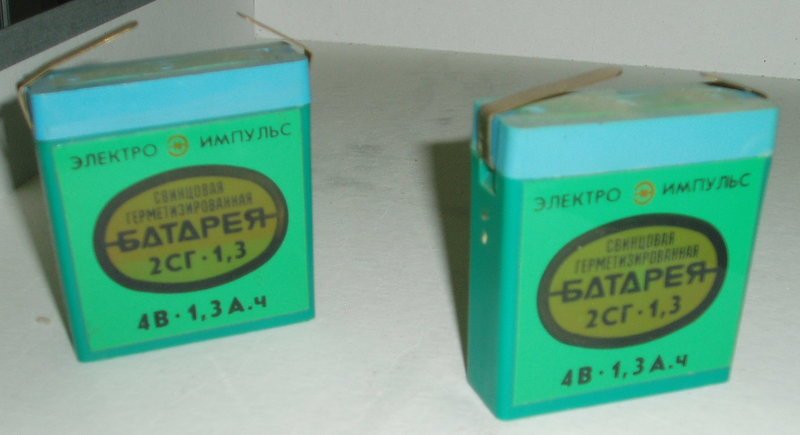 ЭЛЕКТРО ИМПУЛЬС
СВИНЦОВАЯ
ГЕРМЕТИЗИРОВАННАЯ
БАТАРЕЯ
2СГ·1,3
4В·1,3А.ч
ЭЛЕКТРО ИМПУЛЬС
СВИНЦОВАЯ
ГЕРМЕТИЗИРОВАННАЯ
БАТАРЕЯ
2СГ·1,3
4В·1,3А.ч